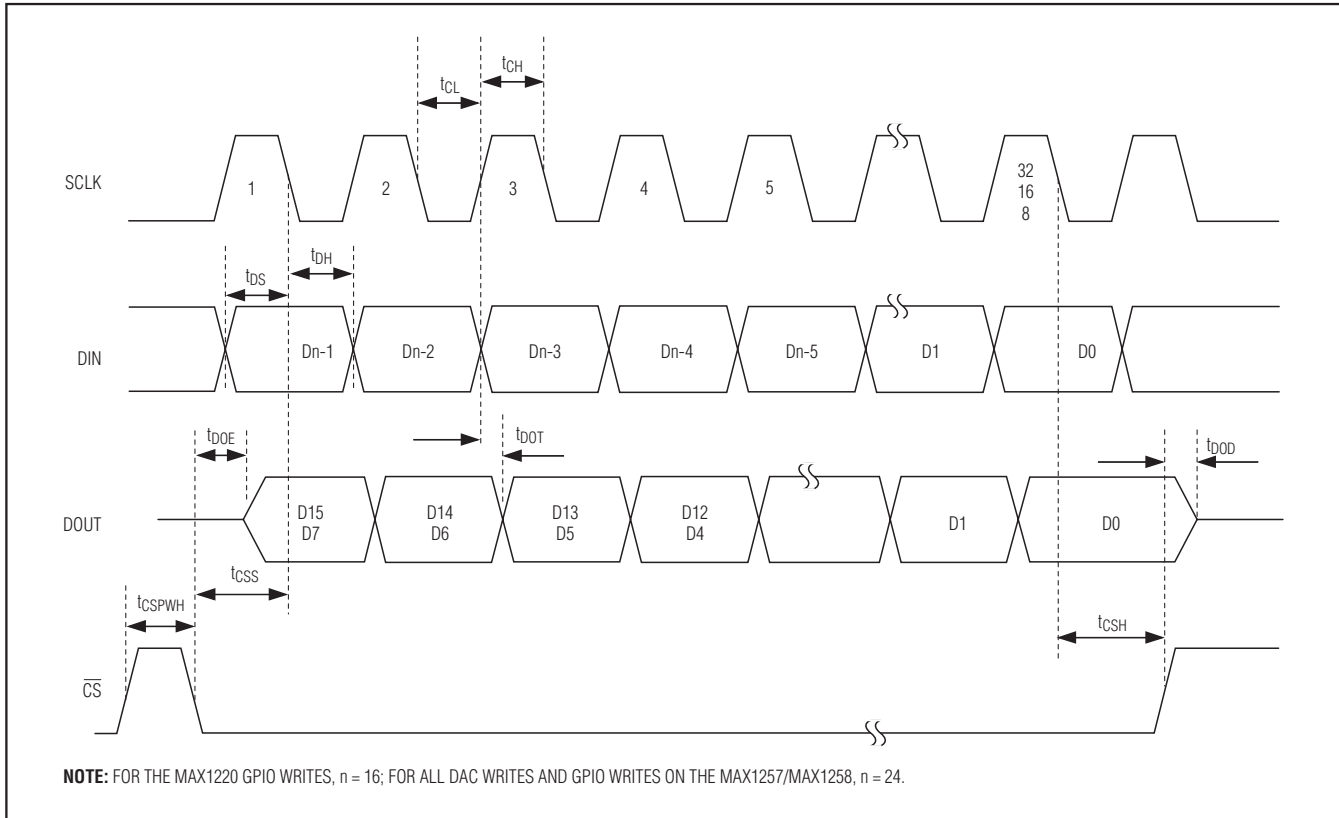 tCL
tCH
SCLK
1
2
3
4
5
32
16
8
tDS
tDH
DIN
Dn-1
Dn-2
Dn-3
Dn-4
Dn-5
D1
D0
tDOE
tDOT
tDOD
DOUT
D15
D7
D14
D6
D13
D5
D12
D4
D1
D0
tCSS
tCSPWH
tCSH
C̅S̅
NOTE: FOR THE MAX1220 GPIO WRITES, n = 16; FOR ALL DAC WRITES AND GPIO WRITES ON THE MAX1257/MAX1258, n = 24.